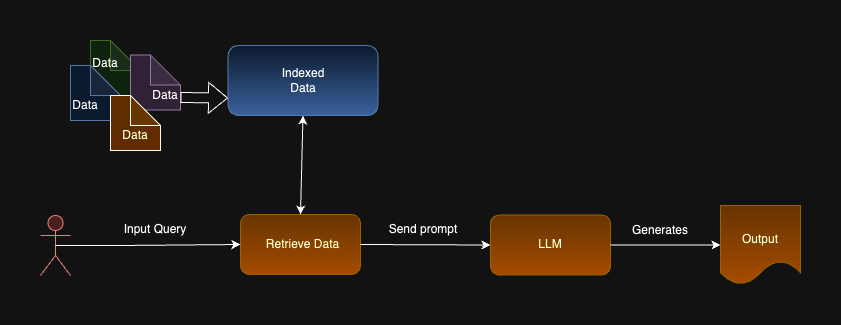 Data
Data
Data
Data
Indexed
Data
Input Query
Retrieve Data
Send prompt
LLM
Generates
Output